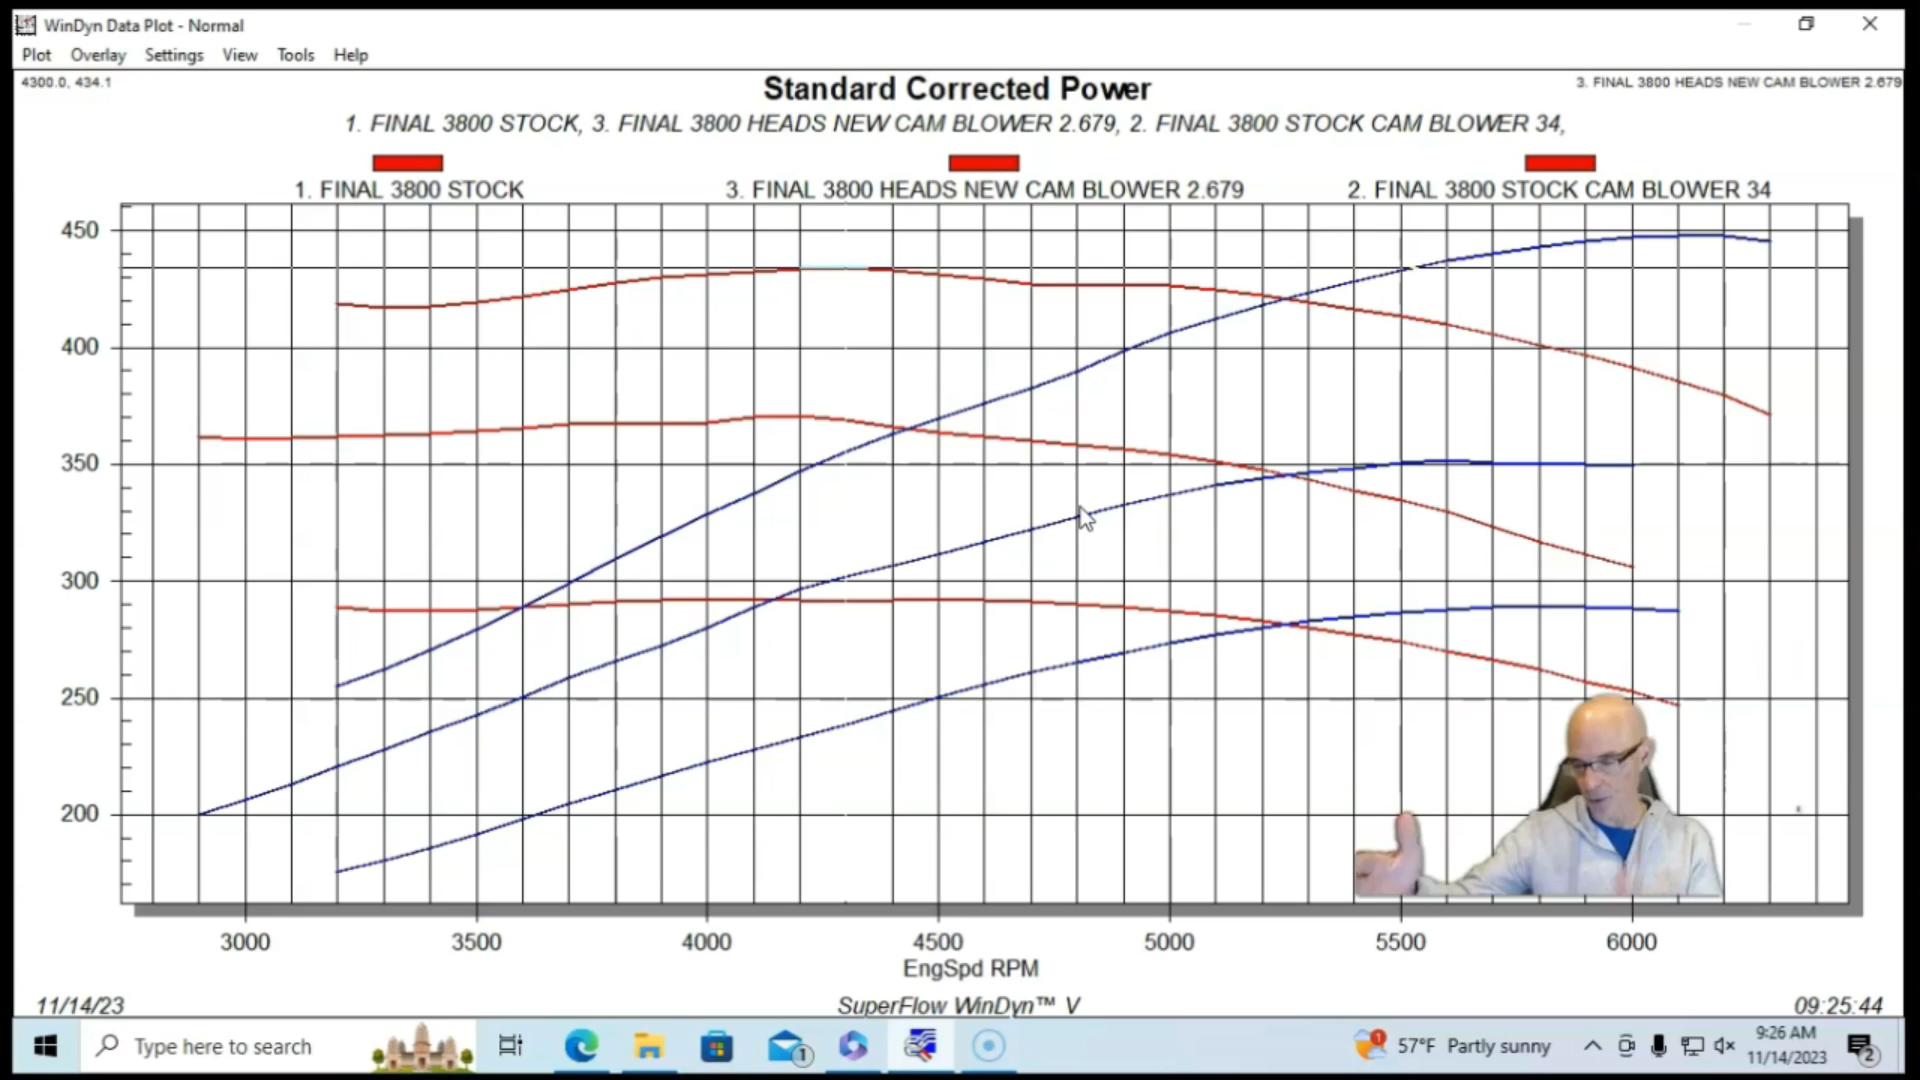 WinDyn Data Plot - Normal
Plot Overlay Settings View Tools Help
4300.0, 434.1
Standard Corrected Power
3. FINAL 3800 HEADS NEW CAM BLOWER 2.679
1. FINAL 3800 STOCK, 3. FINAL 3800 HEADS NEW CAM BLOWER 2.679, 2. FINAL 3800 STOCK CAM BLOWER 34,
1. FINAL 3800 STOCK
3. FINAL 3800 HEADS NEW CAM BLOWER 2.679
2. FINAL 3800 STOCK CAM BLOWER 34
450
400
350
300
250
200
3000 3500 4000 4500 5000 5500 6000
EngSpd RPM
11/14/23
SuperFlow WinDyn™ V
09:25:44
Type here to search
1
1
57°F Partly sunny
9:26 AM
11/14/2023
2